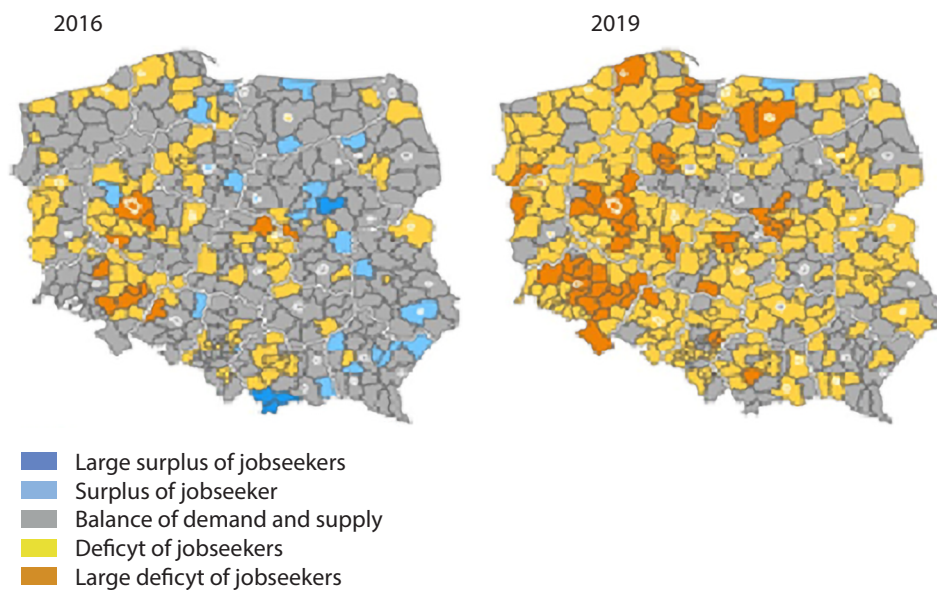 2016
2019
Large surplus of jobseekers
Surplus of jobseeker
Balance of demand and supply
Deficyt of jobseekers
Large deficyt of jobseekers